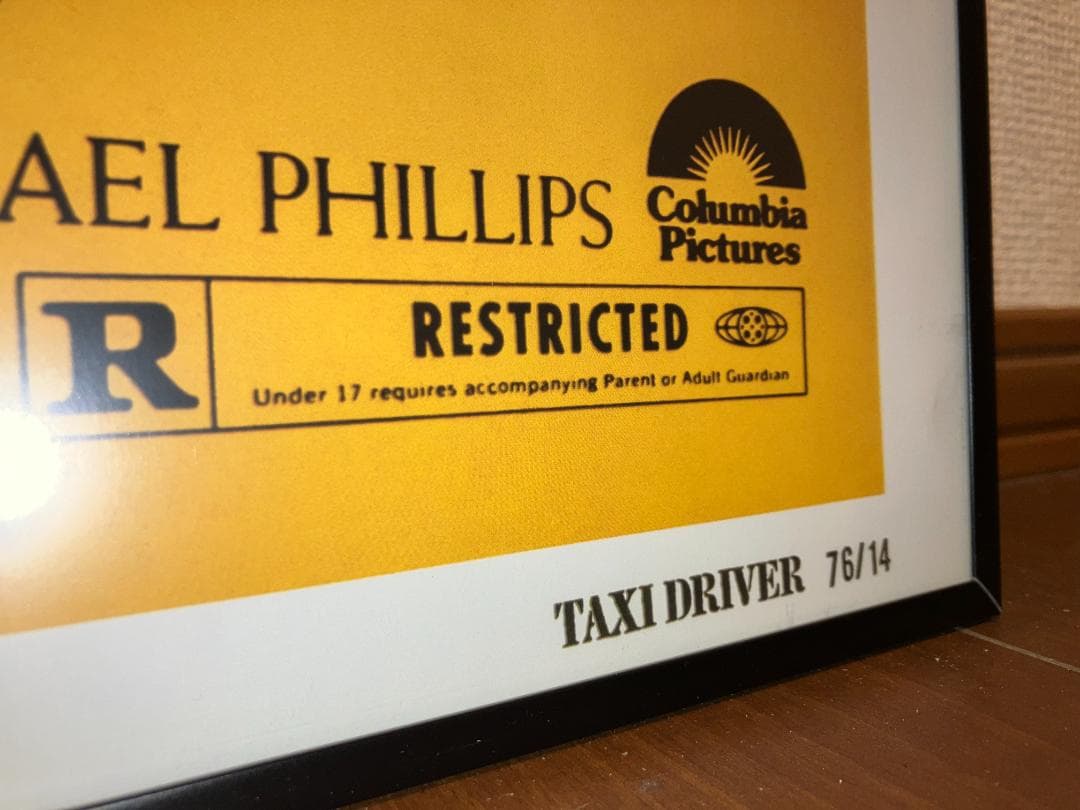 AEL PHILLIPS
Columbia
Pictures
R
RESTRICTED
Under 17 requires accompanying Parent or Adult Guardian
TAXI DRIVER 76/14